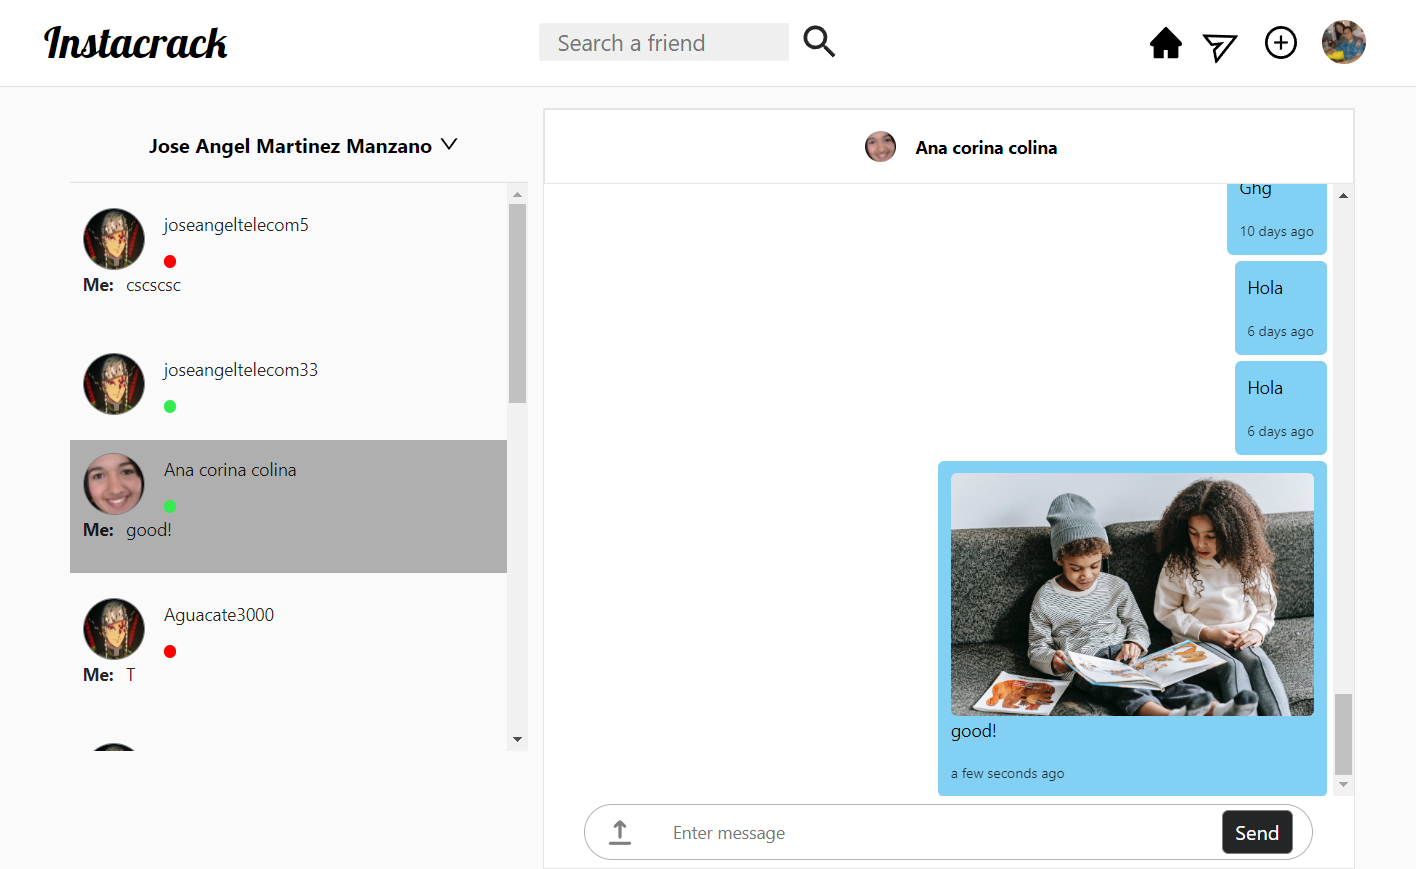 Instacrack
Search a friend
Jose Angel Martinez Manzano
joseangeltelecom5
Me: cscscsc
joseangeltelecom33
Ana corina colina
Me: good!
Aguacate3000
Me: T
Ana corina colina
Ghg
10 days ago
Hola
6 days ago
Hola
6 days ago
good!
a few seconds ago
Enter message
Send